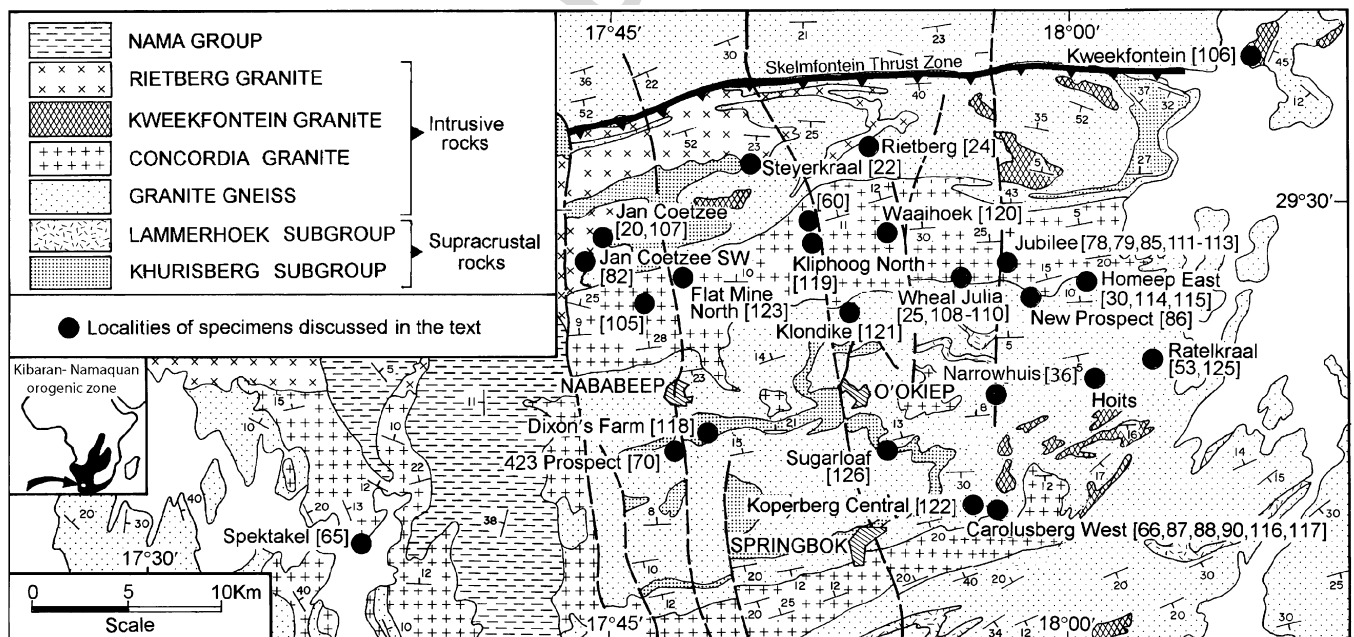 NAMA GROUP
RIETBERG GRANITE
KWEEKFONTEIN GRANITE
CONCORDIA GRANITE
GRANITE GNEISS
LAMMERHOEK SUBGROUP
KHURISBERG SUBGROUP
Intrusive
rocks
Supracrustal
rocks
Localities of specimens discussed in the text
Kibaran- Namaquan
orogenic zone
17°45'
18°00'
Skelmfontein Thrust Zone
Kweekfontein [106]
Rietberg [24]
Steyerkraal [22]
29°30'
[60]
Waaihoek [120]
Jan Coetzee
[20,107]
Jubilee [78,79,85,111-113]
Jan Coetzee SW
[82]
Kliphoog North
[119]
Homeep East
[30,114,115]
Flat Mine
North [123]
Wheal Julia
[25,108-110]
New Prospect [86]
[105]
Klondike [121]
Ratelkraal
[53,125]
NABABEEP
O'OKIEP
Narrowhuis [36]
Hoits
Dixon's Farm [118]
423 Prospect [70]
Sugarloaf
[126]
Koperberg Central [122]
Carolusberg West [66,87,88,90,116,117]
Spektakel [65]
SPRINGBOK
17°30'
0 5 10Km
Scale
17°45'
18°00'